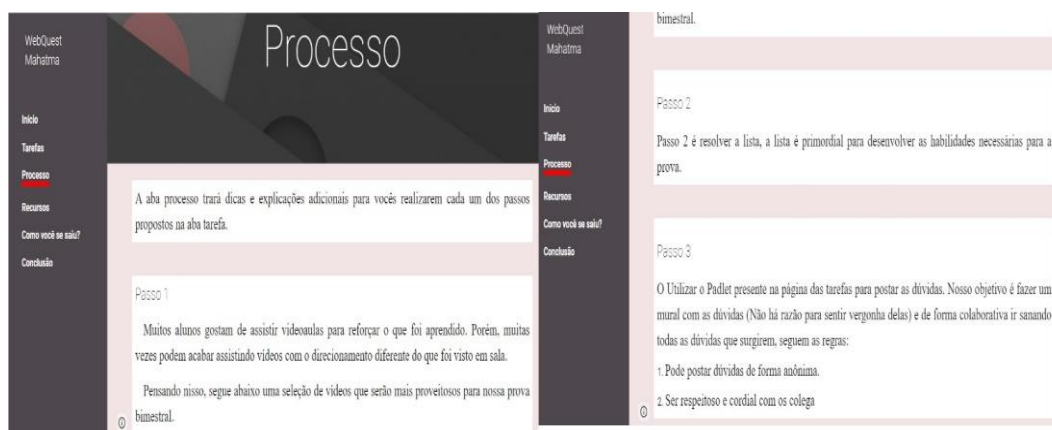 WebQuest
Mahatma
Início
Tarefas
Processo
Recursos
Como você se saiu?
Conclusão
Processo
A aba processo trará dicas e explicações adicionais para vocês realizarem cada um dos passos
propostos na aba tarefa.
Passo 1
Muitos alunos gostam de assistir videoaulas para reforçar o que foi aprendido. Porém, muitas
vezes podem acabar assistindo vídeos com o direcionamento diferente do que foi visto em sala.
Pensando nisso, segue abaixo uma seleção de vídeos que serão mais proveitosos para nossa prova
bimestral.
WebQuest
Mahatma
Início
Tarefas
Processo
Recursos
Como você se saiu?
Conclusão
bimestral.
Passo 2
Passo 2 é resolver a lista, a lista é primordial para desenvolver as habilidades necessárias para a
prova.
Passo 3
O Utilizar o Padlet presente na página das tarefas para postar as dúvidas. Nosso objetivo é fazer um
mural com as dúvidas (Não há razão para sentir vergonha delas) e de forma colaborativa ir sanando
todas as dúvidas que surgirem, seguem as regras:
1. Pode postar dúvidas de forma anônima.
2. Ser respeitoso e cordial com os colega